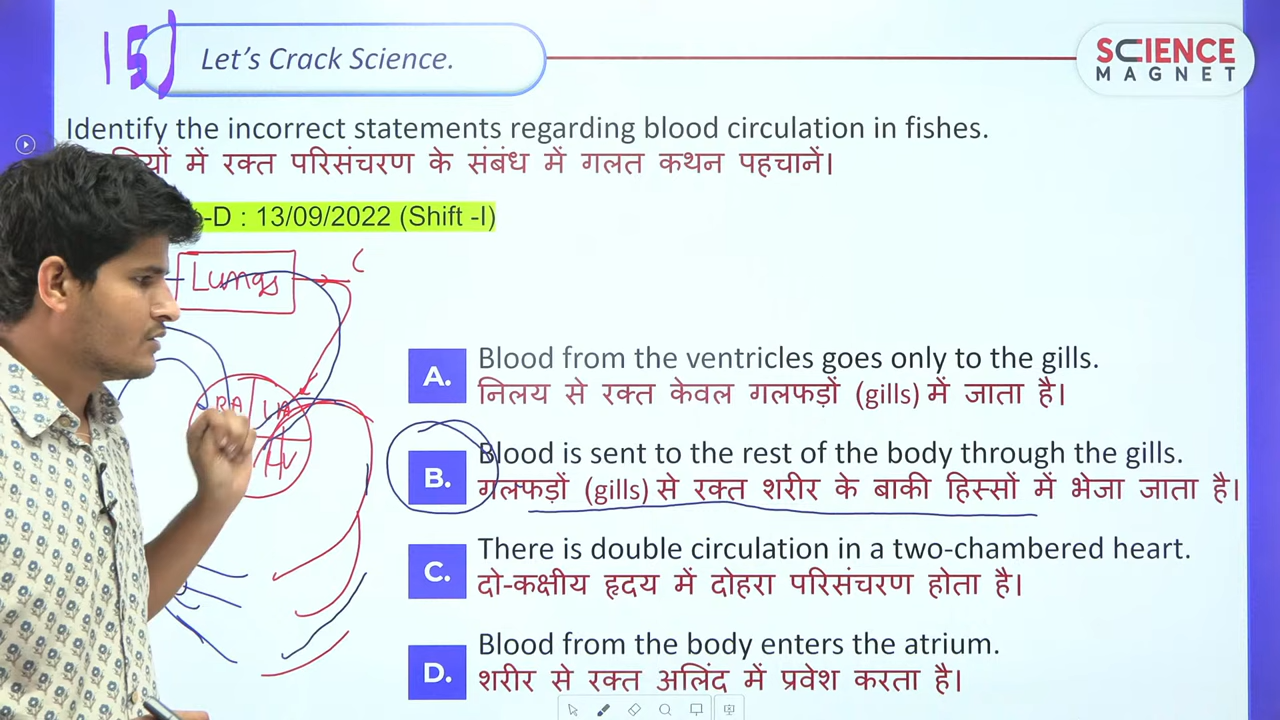 15)
Let's Crack Science.
SCIENCE
MAGNET
Identify the incorrect statements regarding blood circulation in fishes.
में रक्त परिसंचरण के संबंध में गलत कथन पहचानें।
-D : 13/09/2022 (Shift -I)
Lungs
RA
LA
A.
Blood from the ventricles goes only to the gills.
निलय से रक्त केवल गलफड़ों (gills) में जाता है।
B.
Blood is sent to the rest of the body through the gills.
गलफड़ों (gills) से रक्त शरीर के बाकी हिस्सों में भेजा जाता है।
C.
There is double circulation in a two-chambered heart.
दो-कक्षीय हृदय में दोहरा परिसंचरण होता है।
D.
Blood from the body enters the atrium.
शरीर से रक्त अलिंद में प्रवेश करता है।